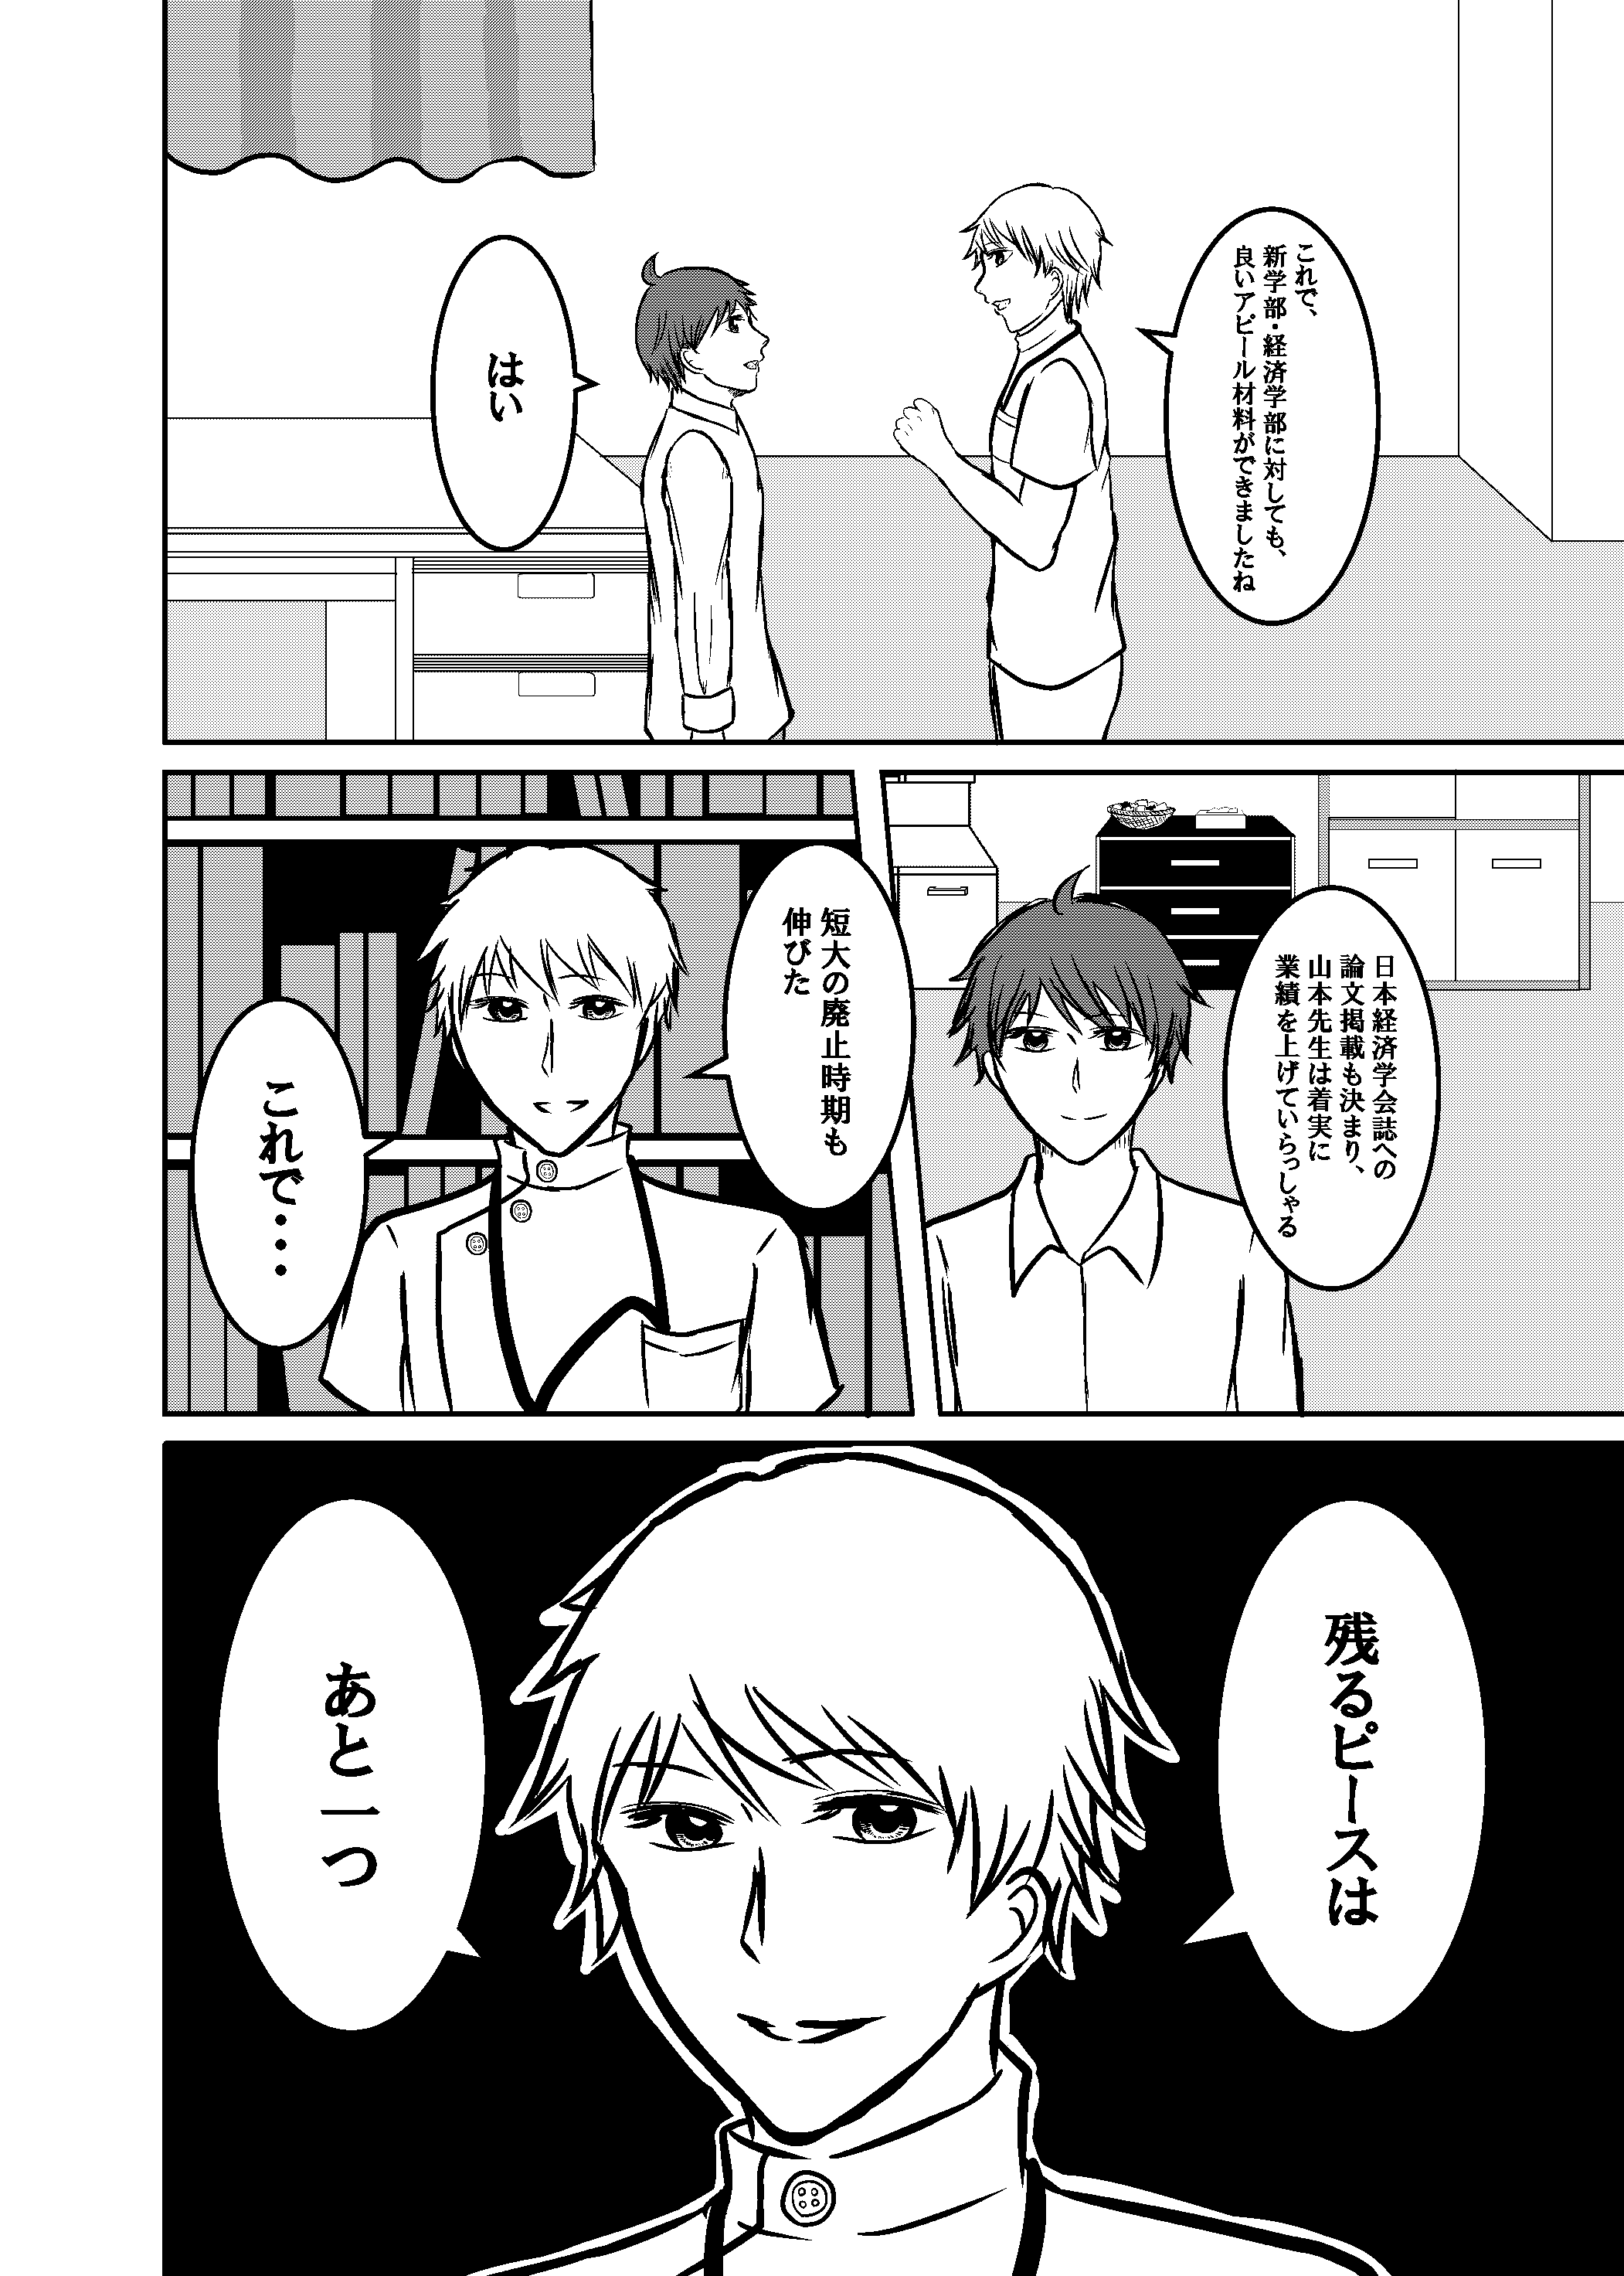 これで、
新学部・経済学部に対しても、
良いアピール材料ができましたね
はい
日本経済学会誌への
論文掲載も決まり、
山本先生は着実に
業績を上げていらっしゃる
短大の廃止時期も
伸びた
これで・・・
残るピースは
あと一つ